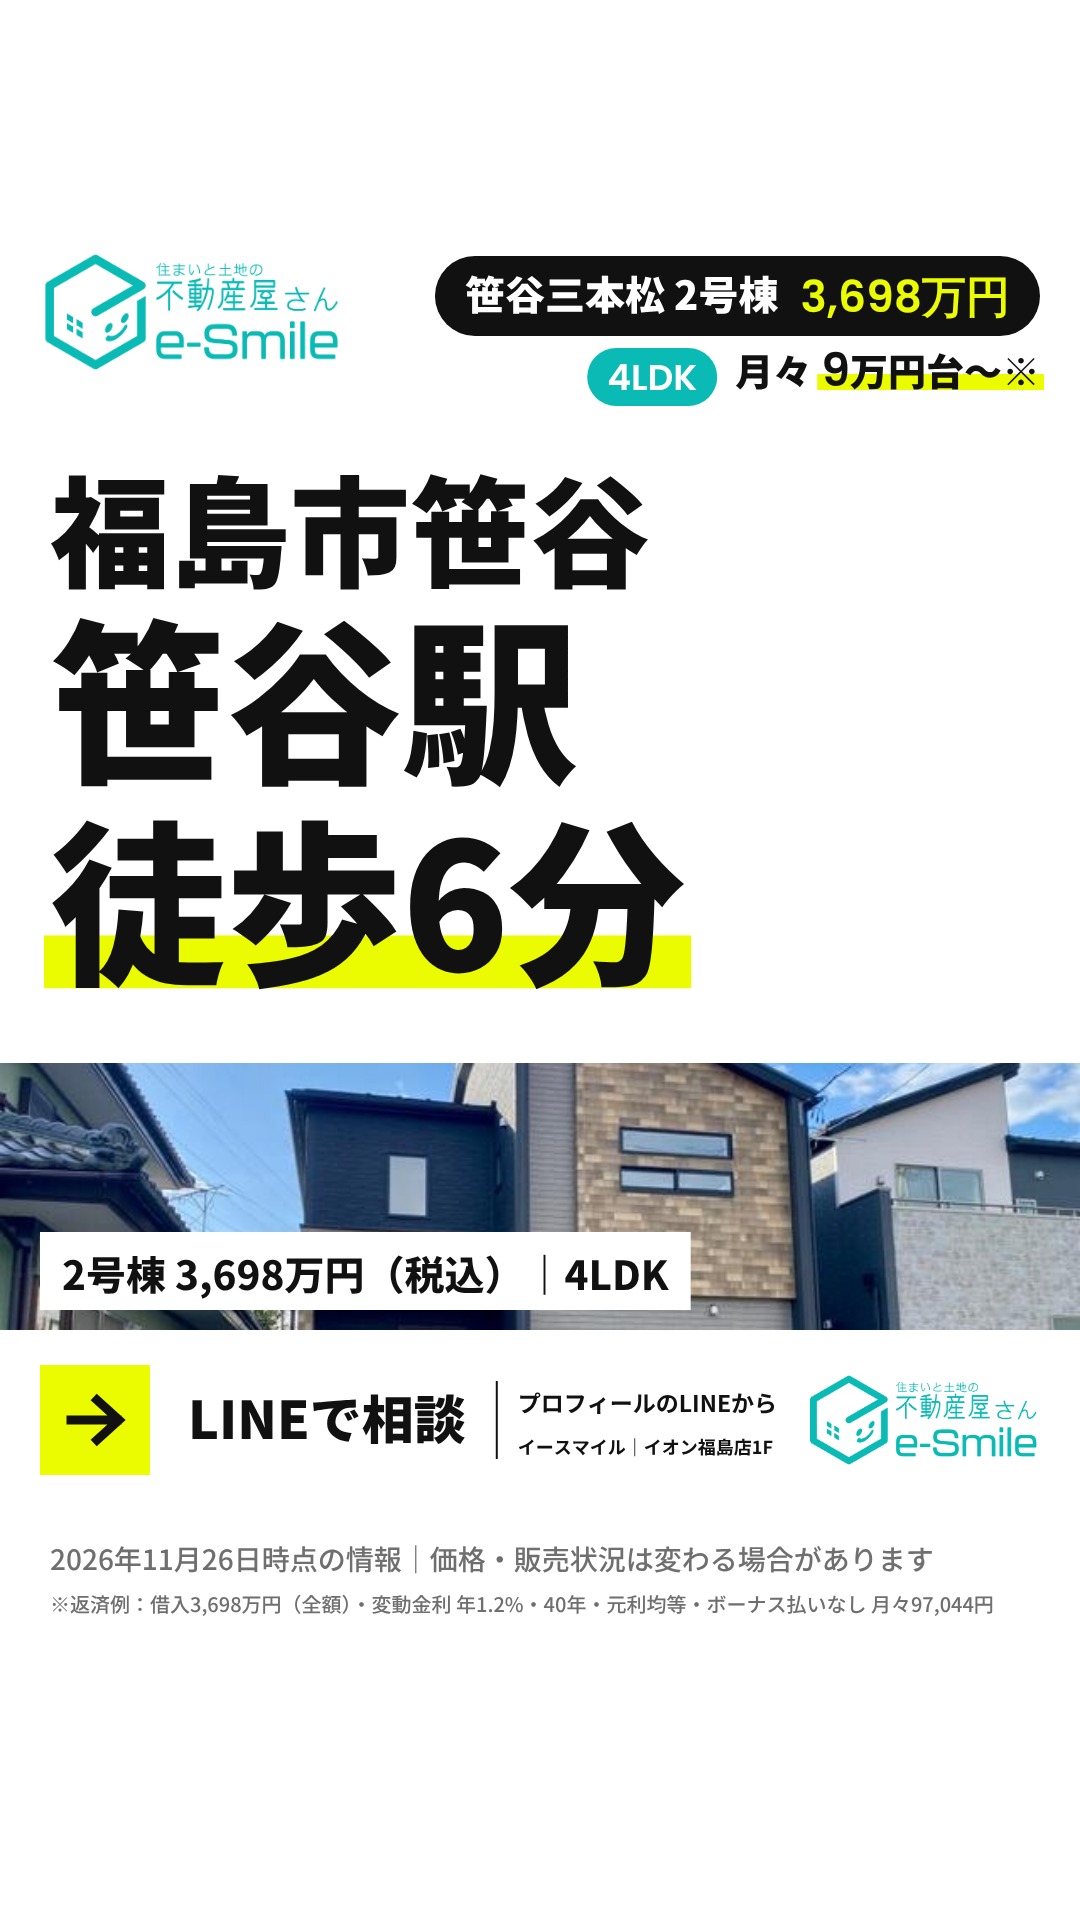 住まいと土地の
不動産屋さん
e-Smile
笹谷三本松 2号棟 3,698万円
4LDK 月々 9万円台～※
福島市笹谷
笹谷駅
徒歩6分
2号棟 3,698万円（税込）｜4LDK
LINEで相談
プロフィールのLINEから
イースマイル｜イオン福島店1F
住まいと土地の
不動産屋さん
e-Smile
2026年11月26日時点の情報｜価格・販売状況は変わる場合があります
※返済例：借入3,698万円（全額）・変動金利 年1.2%・40年・元利均等・ボーナス払いなし 月々97,044円